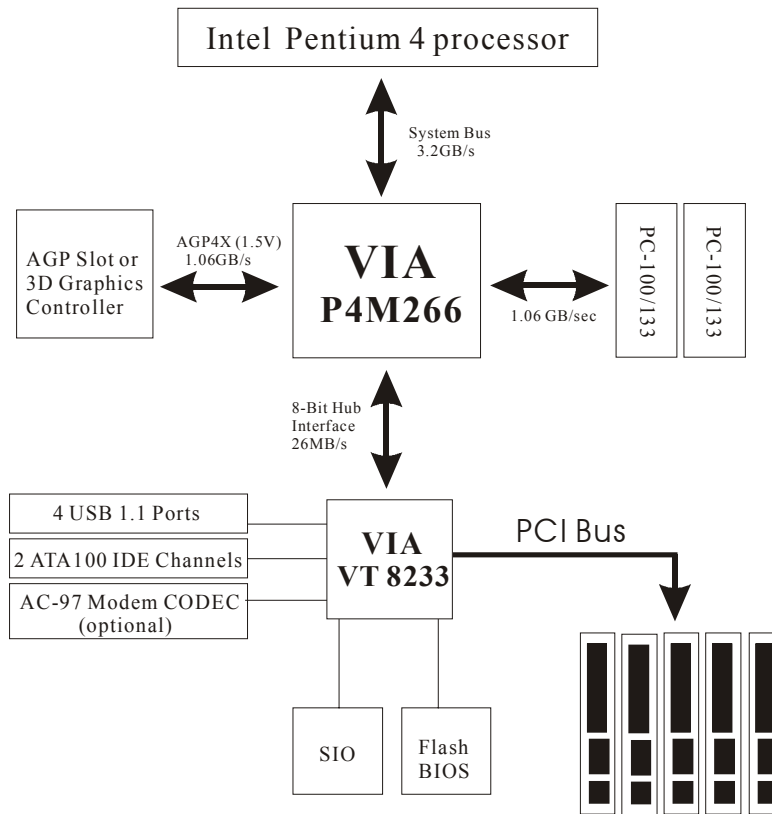 Intel Pentium 4 processor
System Bus
3.2GB/s
AGP Slot or
3D Graphics
Controller
AGP4X (1.5V)
1.06GB/s
VIA
P4M266
1.06 GB/sec
PC-100/133
PC-100/133
8-Bit Hub
Interface
26MB/s
4 USB 1.1 Ports
2 ATA100 IDE Channels
AC-97 Modem CODEC
(optional)
VIA
VT 8233
PCI Bus
SIO
Flash
BIOS